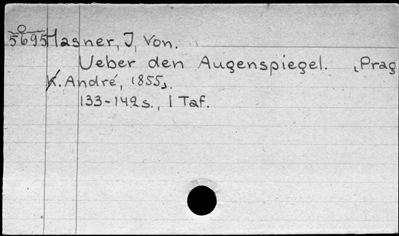 O
5695 Hasner, J, Von.
Ueber den Augenspiegel. [Prag
K. André, 1855].
133-142 s., 1 Taf.